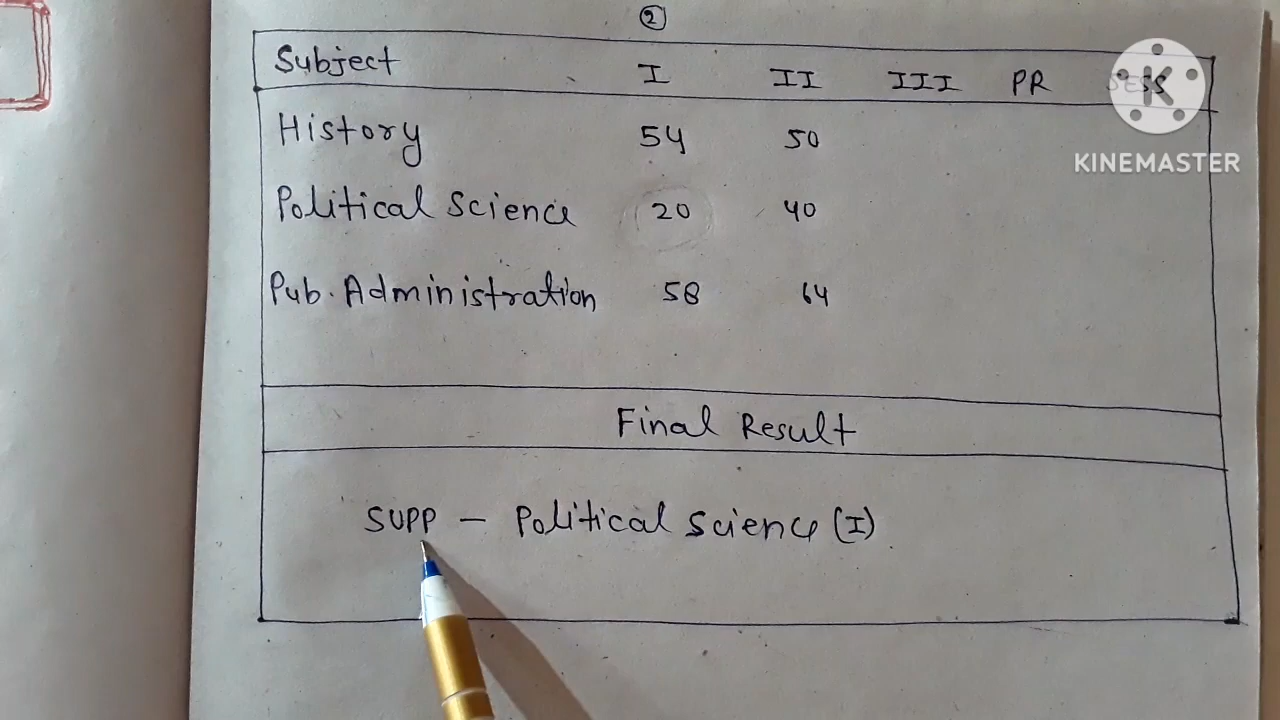 2
Subject I II III PR SESS
History 54 50
Political Science 20 40
Pub. Administration 58 64
Final Result
SUPP - Political Science (I)
K
KINEMASTER